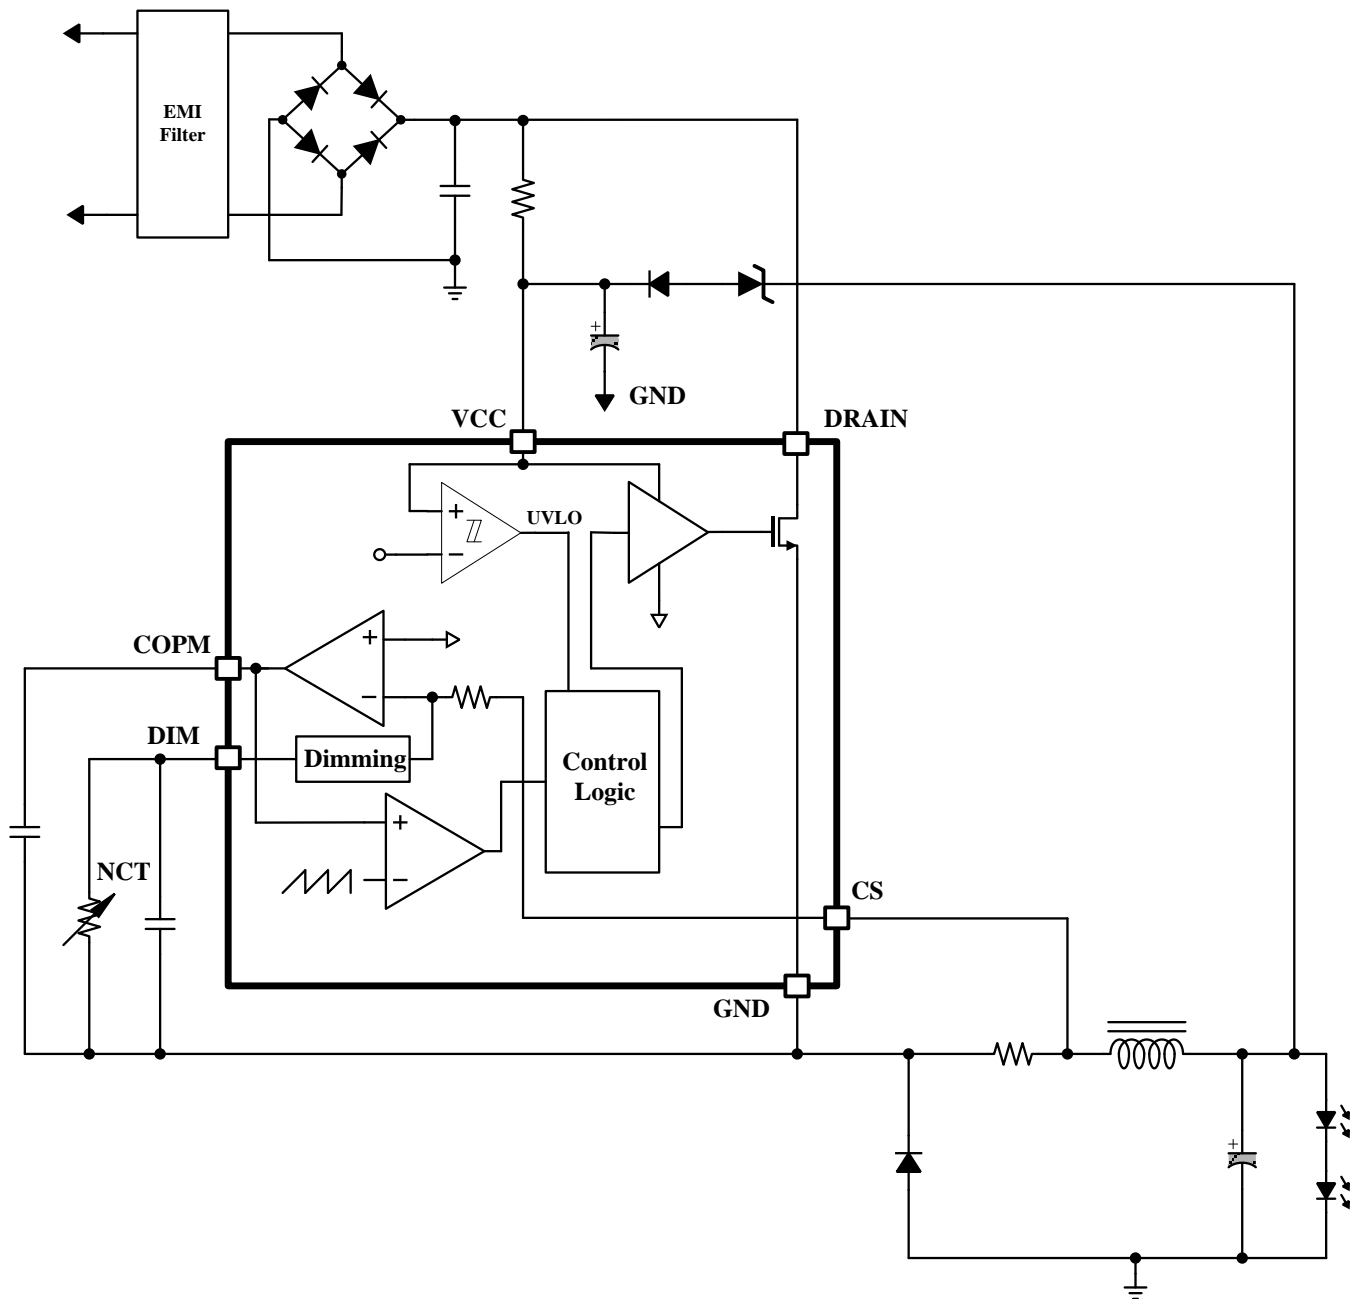 EMI
Filter
GND
VCC
DRAIN
UVLO
COPM
DIM
Dimming
Control
Logic
NCT
CS
GND